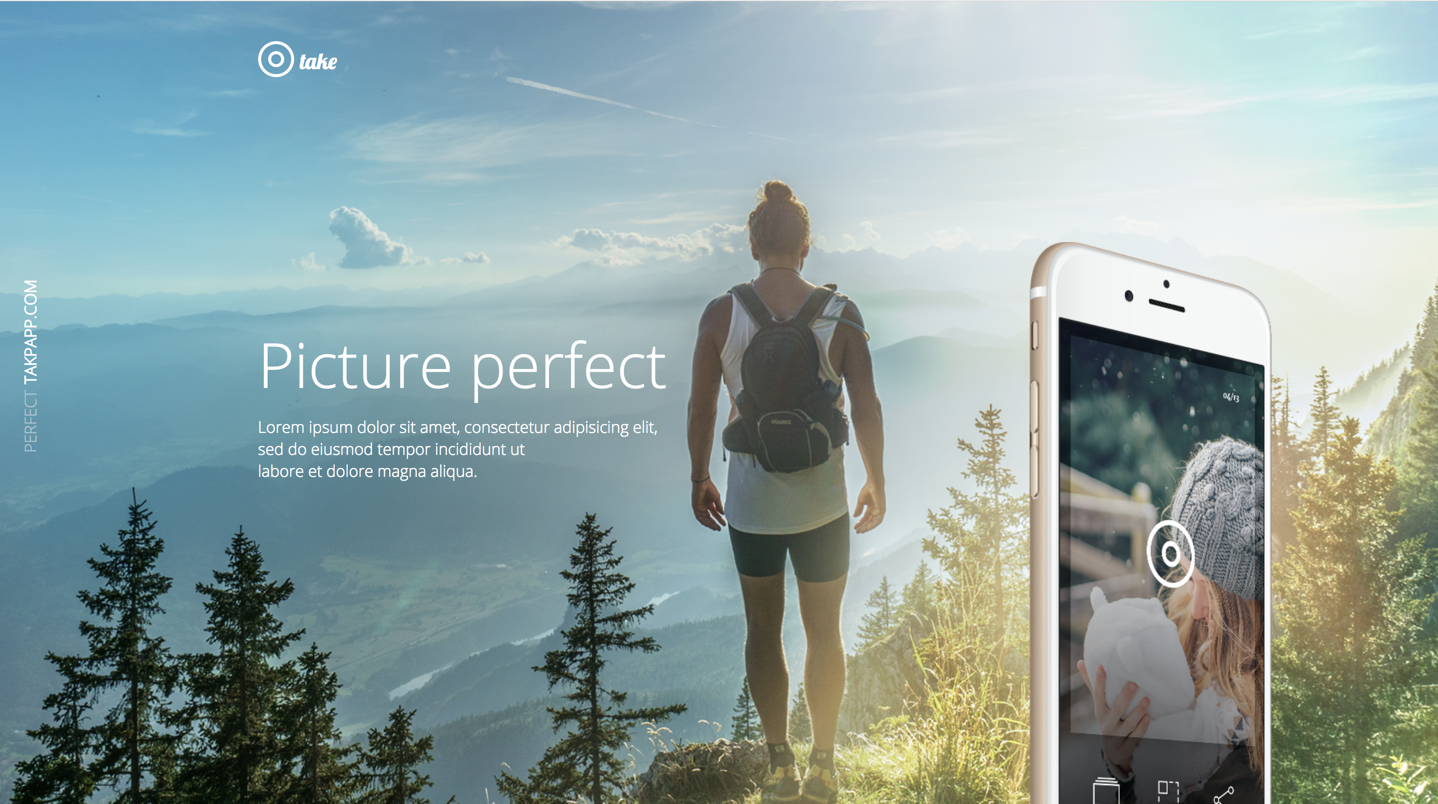 take
PERFECT TAKPAPP.COM
Picture perfect
Lorem ipsum dolor sit amet, consectetur adipisicing elit,
sed do eiusmod tempor incididunt ut
labore et dolore magna aliqua.
04/13